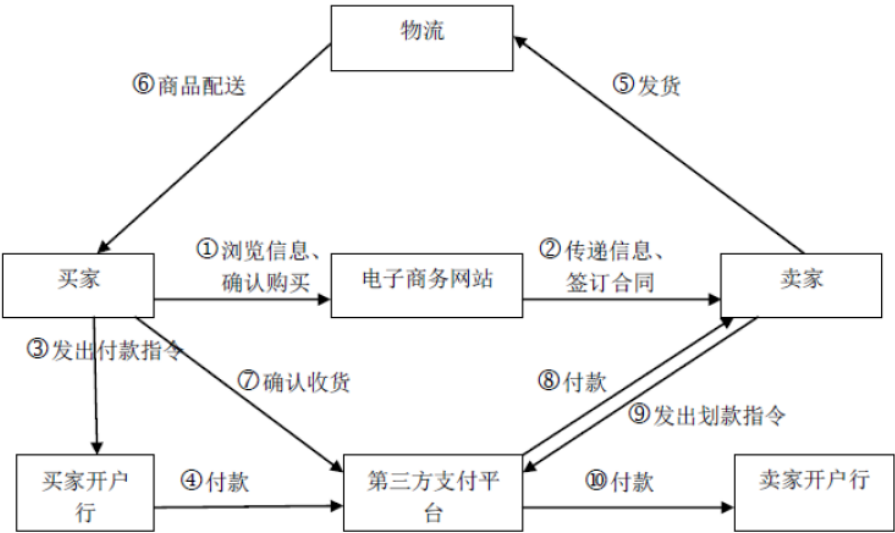 物流
⑥商品配送
⑤发货
①浏览信息、
确认购买
②传递信息、
签订合同
买家
电子商务网站
卖家
③发出付款指令
⑦确认收货
⑧付款
⑨发出划款指令
买家开户
行
④付款
第三方支付平
台
⑩付款
卖家开户行